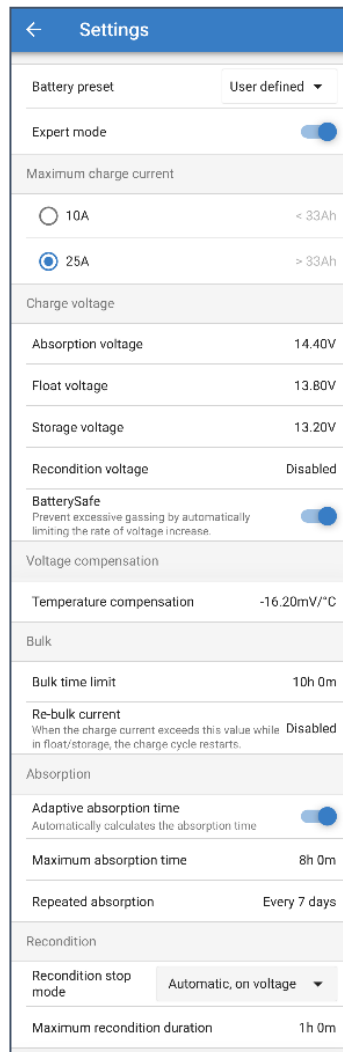 Settings
Battery preset User defined
Expert mode
Maximum charge current
10A < 33Ah
25A > 33Ah
Charge voltage
Absorption voltage 14.40V
Float voltage 13.80V
Storage voltage 13.20V
Recondition voltage Disabled
BatterySafe
Prevent excessive gassing by automatically
limiting the rate of voltage increase.
Voltage compensation
Temperature compensation -16.20mV/°C
Bulk
Bulk time limit 10h 0m
Re-bulk current
When the charge current exceeds this value while Disabled
in float/storage, the charge cycle restarts.
Absorption
Adaptive absorption time
Automatically calculates the absorption time
Maximum absorption time 8h 0m
Repeated absorption Every 7 days
Recondition
Recondition stop
mode Automatic, on voltage
Maximum recondition duration 1h 0m